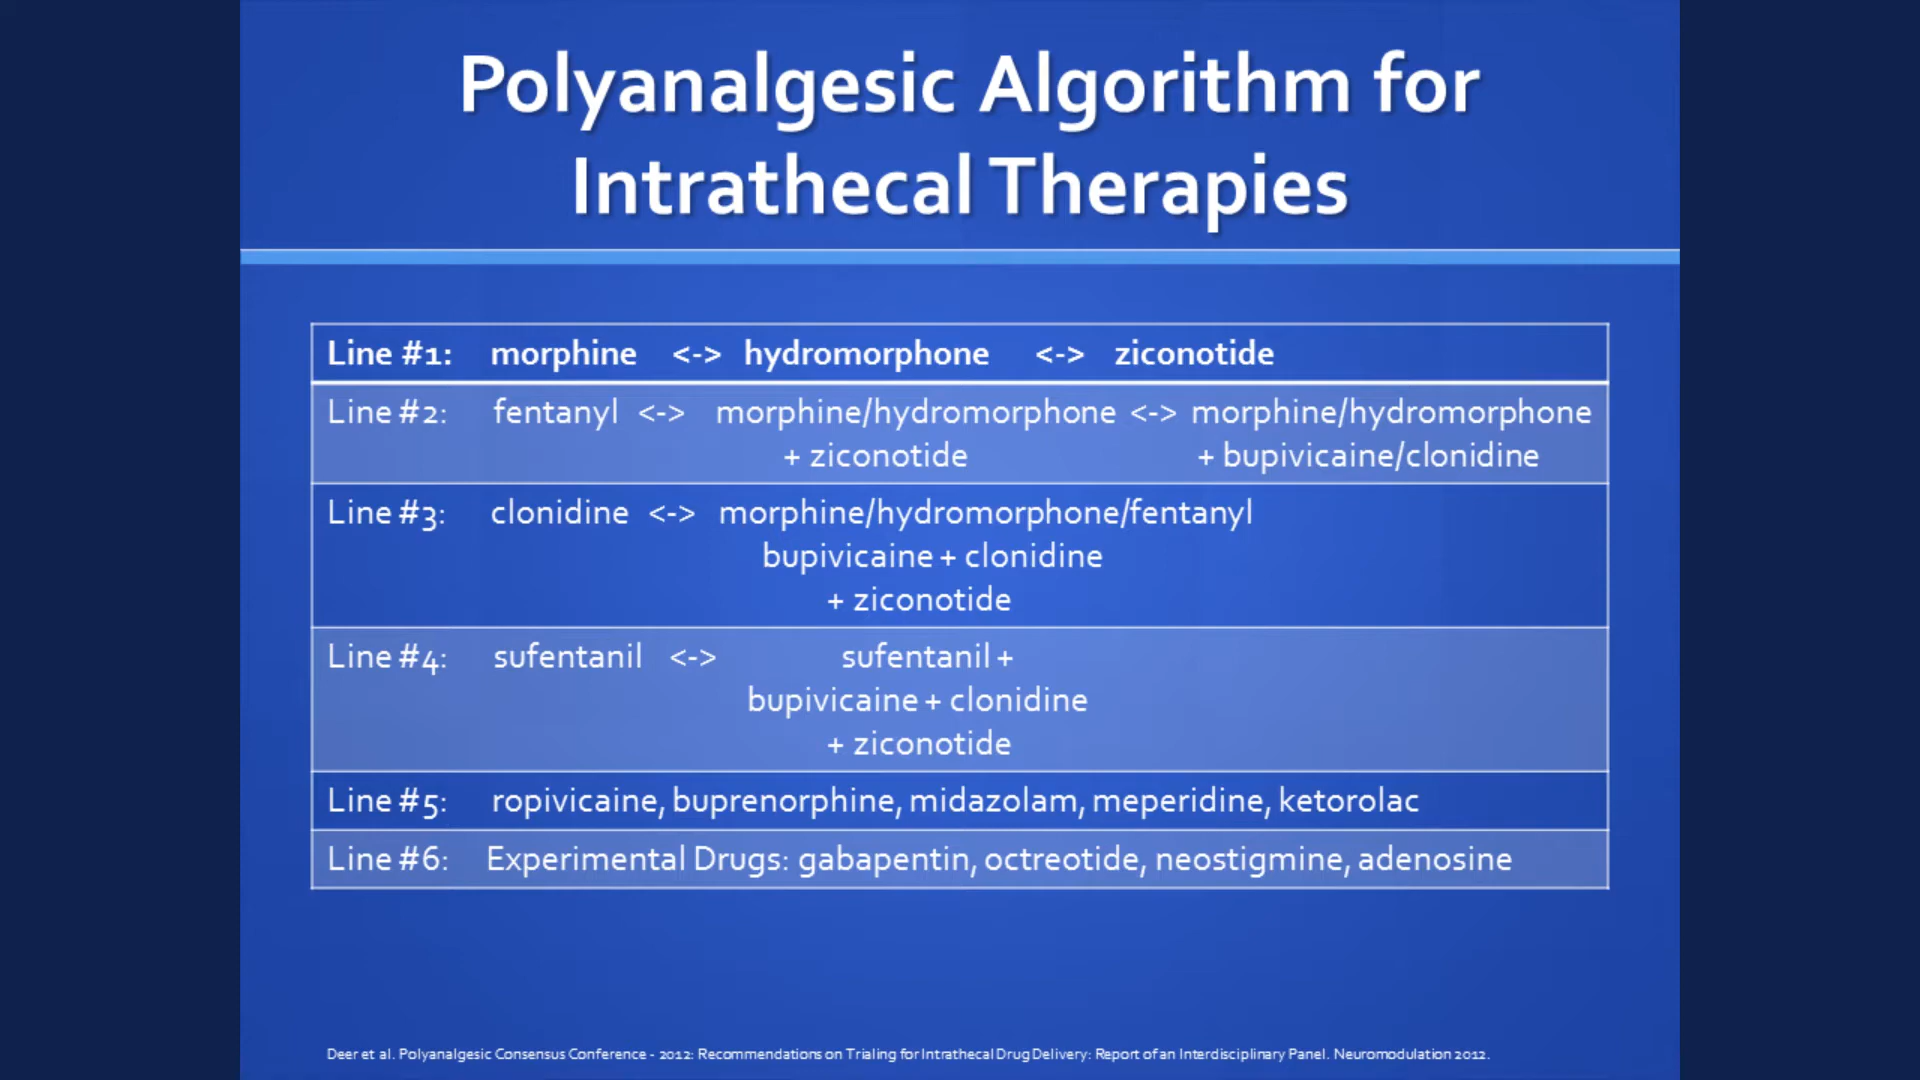 Polyanalgesic Algorithm for
Intrathecal Therapies
Line #1: morphine <-> hydromorphone <-> ziconotide
Line #2: fentanyl <-> morphine/hydromorphone <-> morphine/hydromorphone
+ ziconotide + bupivicaine/clonidine
Line #3: clonidine <-> morphine/hydromorphone/fentanyl
bupivicaine + clonidine
+ ziconotide
Line #4: sufentanil <-> sufentanil +
bupivicaine + clonidine
+ ziconotide
Line #5: ropivicaine, buprenorphine, midazolam, meperidine, ketorolac
Line #6: Experimental Drugs: gabapentin, octreotide, neostigmine, adenosine
Deer et al. Polyanalgesic Consensus Conference - 2012: Recommendations on Trialing for Intrathecal Drug Delivery: Report of an Interdisciplinary Panel. Neuromodulation 2012.